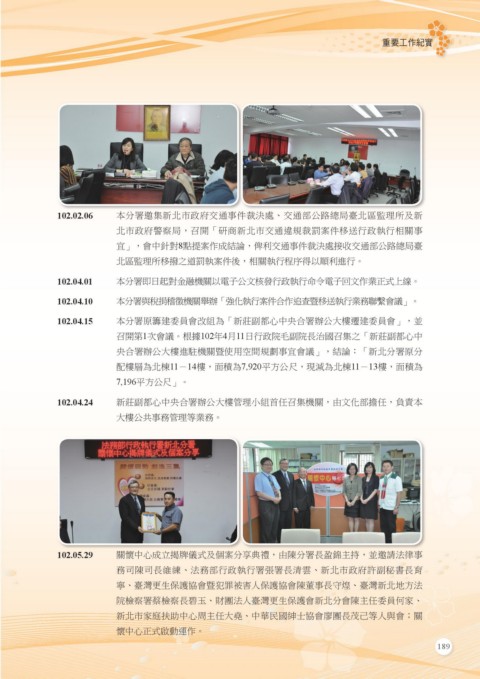 重要工作紀實
102.02.06 本分署邀集新北市政府交通事件裁決處、交通部公路總局臺北區監理所及新
北市政府警察局，召開「研商新北市交通違規裁罰案件移送行政執行相關事
宜」，會中針對8點提案作成結論，俾利交通事件裁決處接收交通部公路總局臺
北區監理所移撥之道罰執案件後，相關執行程序得以順利進行。
102.04.01 本分署即日起對金融機關以電子公文核發行政執行命令電子回文作業正式上線。
102.04.10 本分署與稅捐稽徵機關舉辦「強化執行案件合作追查暨移送執行業務聯繫會議」。
102.04.15 本分署原籌建委員會改組為「新莊副都心中央合署辦公大樓遷建委員會」，並
召開第1次會議。根據102年4月11日行政院毛副院長治國召集之「新莊副都心中
央合署辦公大樓進駐機關暨使用空間規劃事宜會議」，結論：「新北分署原分
配樓層為北棟11－14樓，面積為7,920平方公尺，現減為北棟11－13樓，面積為
7,196平方公尺」。
102.04.24 新莊副都心中央合署辦公大樓管理小組首任召集機關，由文化部擔任，負責本
大樓公共事務管理等業務。
法務部行政執行署新北分署
關懷中心揭牌儀式及個案分享
關懷中心
102.05.29 關懷中心成立揭牌儀式及個案分享典禮，由陳分署長盈錦主持，並邀請法律事
務司陳司長維練、法務部行政執行署張署長清雲、新北市政府許副秘書長育
寧、臺灣更生保護協會暨犯罪被害人保護協會陳董事長守煌、臺灣新北地方法
院檢察署蔡檢察長碧玉、財團法人臺灣更生保護會新北分會陳主任委員何家、
新北市家庭扶助中心周主任大堯、中華民國紳士協會廖團長茂己等人與會；關
懷中心正式啟動運作。
189